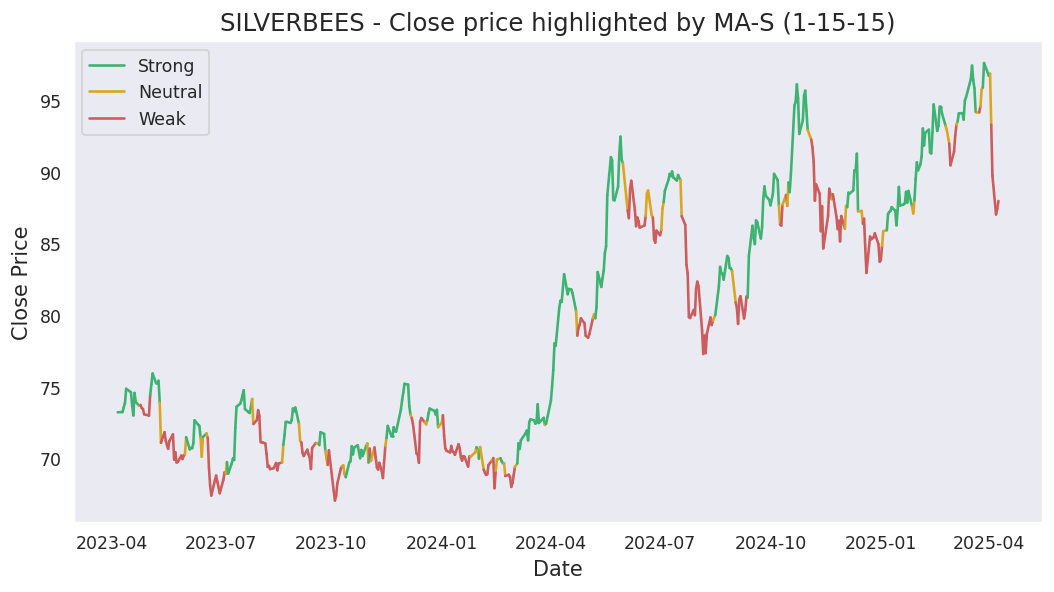 SILVERBEES - Close price highlighted by MA-S (1-15-15)
Strong
Neutral
Weak
Close Price
95
90
85
80
75
70
2023-04 2023-07 2023-10 2024-01 2024-04 2024-07 2024-10 2025-01 2025-04
Date